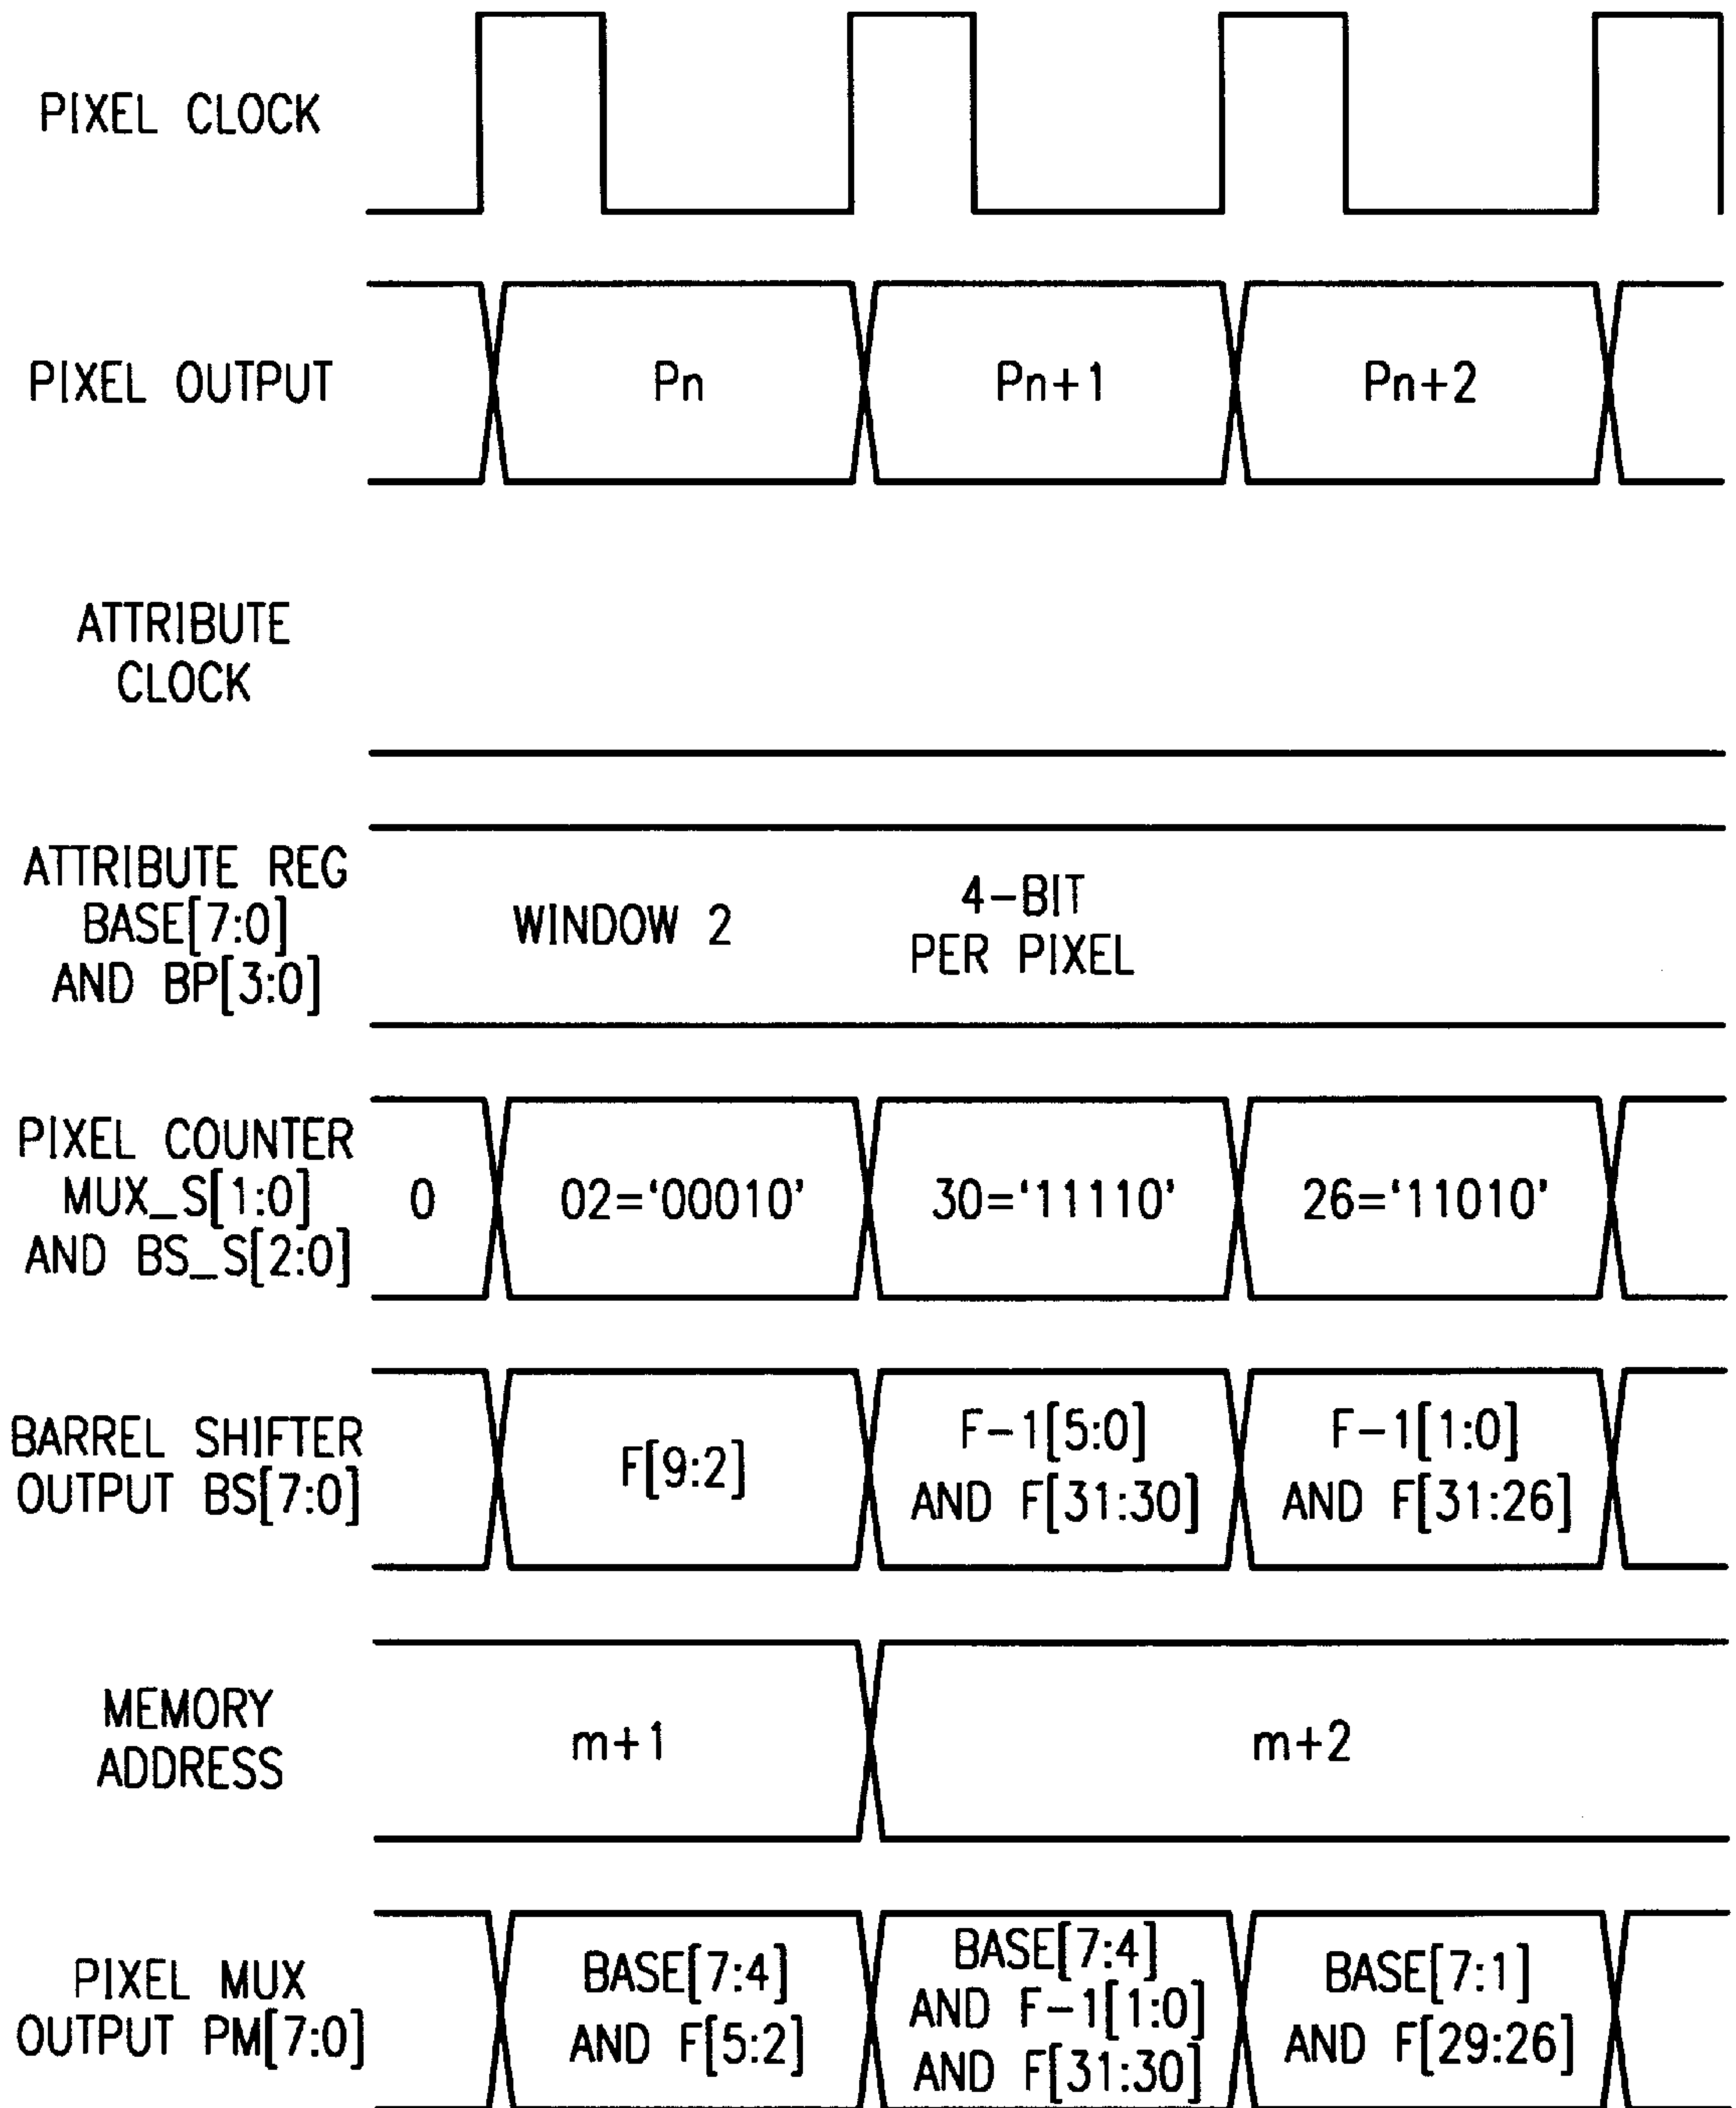 PIXEL CLOCK
PIXEL OUTPUT
Pn
Pn+1
Pn+2
ATTRIBUTE
CLOCK
ATTRIBUTE REG
BASE[7:0]
AND BP[3:0]
WINDOW 2
4-BIT
PER PIXEL
PIXEL COUNTER
MUX_S[1:0]
AND BS_S[2:0]
0
02=‘00010’
30=‘11110’
26=‘11010’
BARREL SHIFTER
OUTPUT BS[7:0]
F[9:2]
F-1[5:0]
AND F[31:30]
F-1[1:0]
AND F[31:26]
MEMORY
ADDRESS
m+1
m+2
PIXEL MUX
OUTPUT PM[7:0]
BASE[7:4]
AND F[5:2]
BASE[7:4]
AND F-1[1:0]
AND F[31:30]
BASE[7:1]
AND F[29:26]